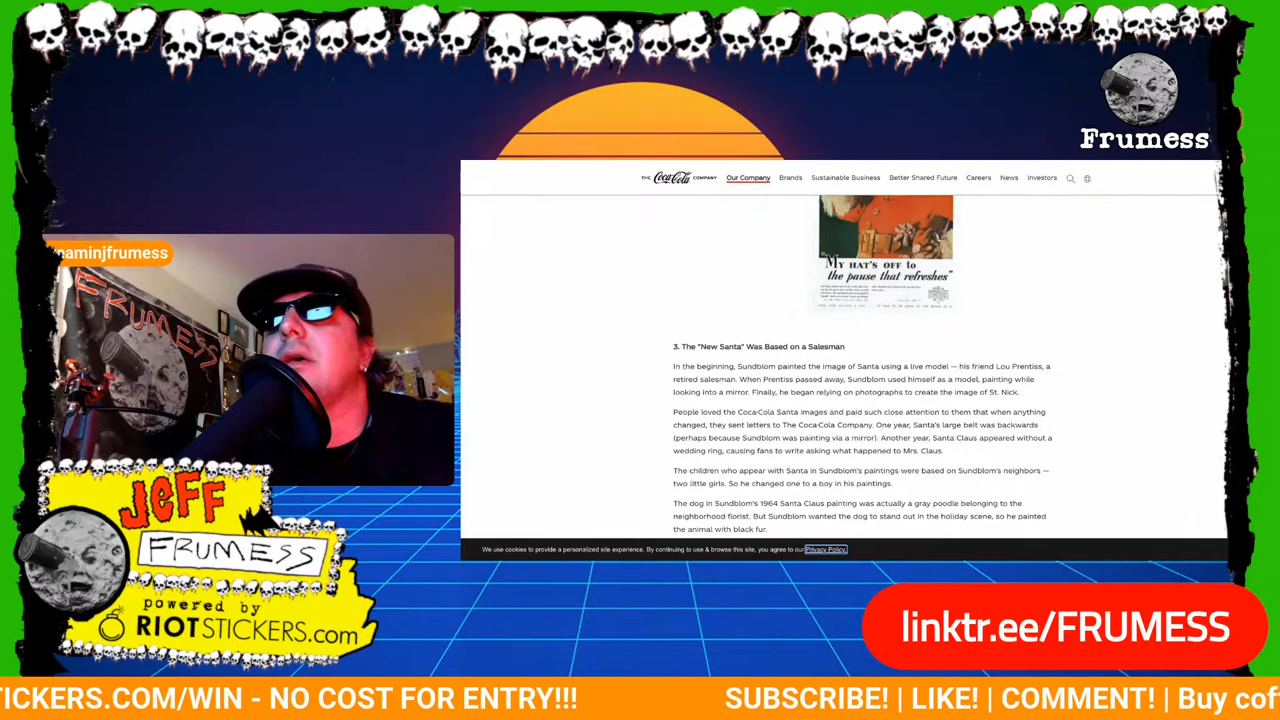 Frumess
THE Coca-Cola COMPANY Our Company Brands Sustainable Business Better Shared Future Careers News Investors
MY HAT'S OFF to
the pause that refreshes"
3. The "New Santa" Was Based on a Salesman
In the beginning, Sundblom painted the image of Santa using a live model — his friend Lou Prentiss, a
retired salesman. When Prentiss passed away, Sundblom used himself as a model, painting while
looking into a mirror. Finally, he began relying on photographs to create the image of St. Nick.
People loved the Coca-Cola Santa images and paid such close attention to them that when anything
changed, they sent letters to The Coca-Cola Company. One year, Santa's large belt was backwards
(perhaps because Sundblom was painting via a mirror). Another year, Santa Claus appeared without a
wedding ring, causing fans to write asking what happened to Mrs. Claus.
The children who appear with Santa in Sundblom's paintings were based on Sundblom's neighbors —
two little girls. So he changed one to a boy in his paintings.
The dog in Sundblom's 1964 Santa Claus painting was actually a gray poodle belonging to the
neighborhood florist. But Sundblom wanted the dog to stand out in the holiday scene, so he painted
the animal with black fur.
We use cookies to provide a personalized site experience. By continuing to use & browse this site, you agree to our Privacy Policy.
eaminjfrumess
FRUMESS
JEFF
FRUMESS
powered by
RIOTSTICKERS.com
linktr.ee/FRUMESS
TICKERS.COM/WIN - NO COST FOR ENTRY!!! SUBSCRIBE! | LIKE! | COMMENT! | Buy cof